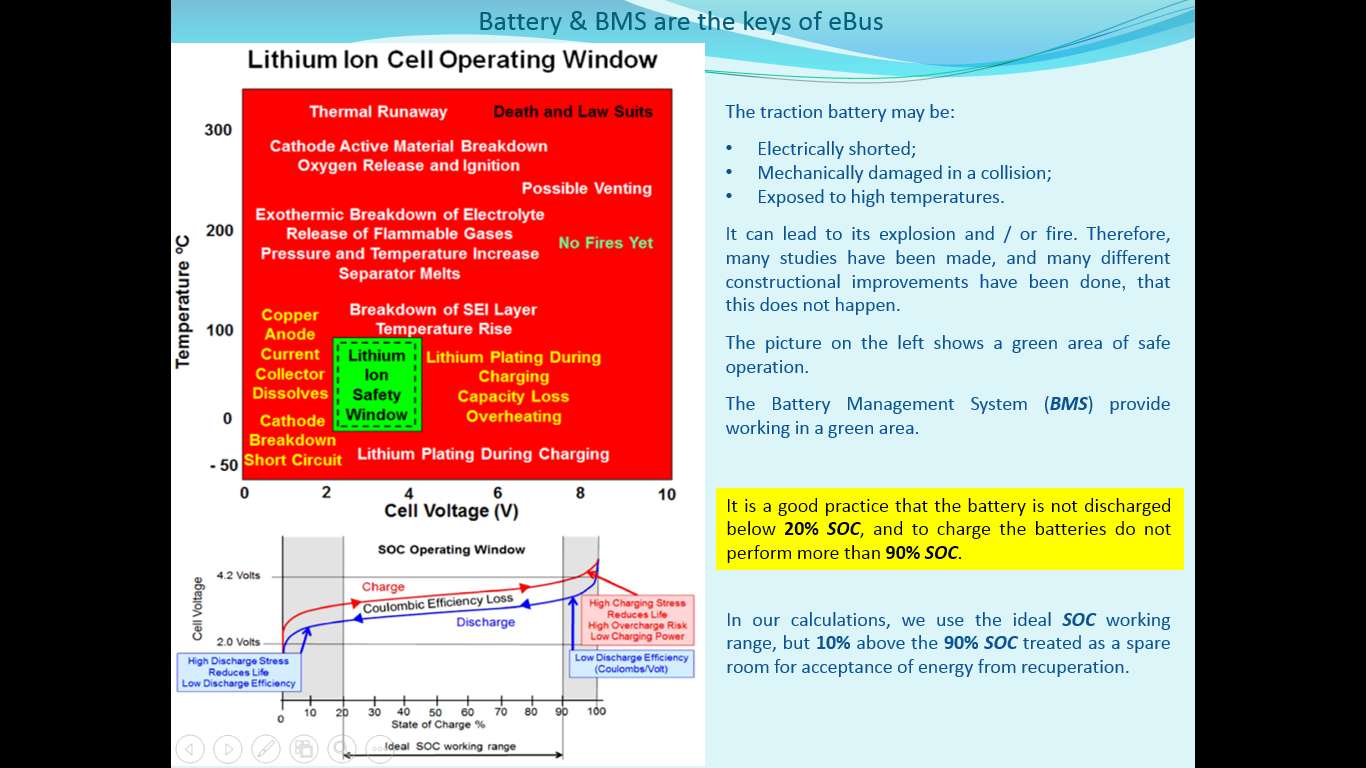 Battery & BMS are the keys of eBus
Lithium Ion Cell Operating Window
Thermal Runaway
Death and Law Suits
Cathode Active Material Breakdown
Oxygen Release and Ignition
Possible Venting
Exothermic Breakdown of Electrolyte
Release of Flammable Gases
Pressure and Temperature Increase
Separator Melts
No Fires Yet
Breakdown of SEI Layer
Temperature Rise
Copper
Anode
Current
Collector
Dissolves
Lithium
Ion
Safety
Window
Lithium Plating During
Charging
Capacity Loss
Overheating
Cathode
Breakdown
Short Circuit
Lithium Plating During Charging
Temperature ºC
300
200
100
0
- 50
0 2 4 6 8 10
Cell Voltage (V)
SOC Operating Window
Cell Voltage
4.2 Volts
2.0 Volts
Charge
Coulombic Efficiency Loss
Discharge
High Charging Stress
Reduces Life
High Overcharge Risk
Low Charging Power
Low Discharge Efficiency
(Coulombs/Volt)
High Discharge Stress
Reduces Life
Low Discharge Efficiency
0 10 20 30 40 50 60 70 80 90 100
State of Charge %
Ideal SOC working range
The traction battery may be:
• Electrically shorted;
• Mechanically damaged in a collision;
• Exposed to high temperatures.
It can lead to its explosion and / or fire. Therefore,
many studies have been made, and many different
constructional improvements have been done, that
this does not happen.
The picture on the left shows a green area of safe
operation.
The Battery Management System (BMS) provide
working in a green area.
It is a good practice that the battery is not discharged
below 20% SOC, and to charge the batteries do not
perform more than 90% SOC.
In our calculations, we use the ideal SOC working
range, but 10% above the 90% SOC treated as a spare
room for acceptance of energy from recuperation.